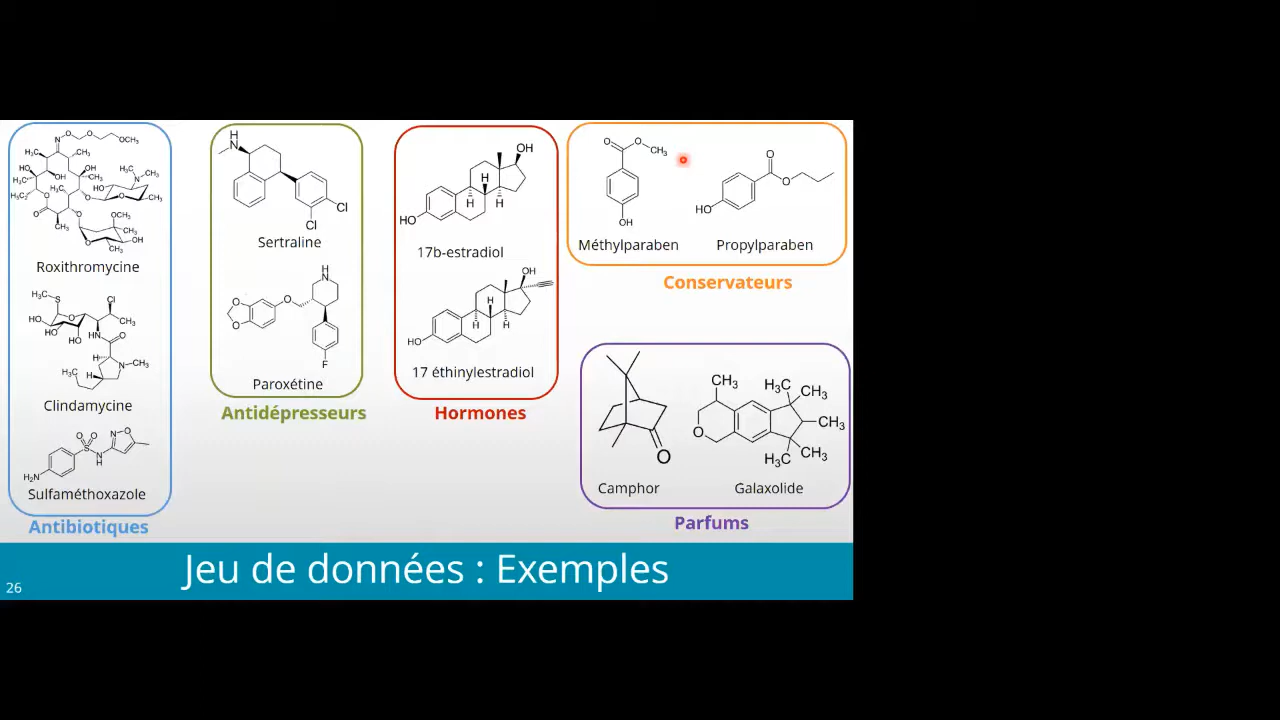 Roxithromycine
Clindamycine
Sulfaméthoxazole
Antibiotiques
Sertraline
Paroxétine
Antidépresseurs
17b-estradiol
17 éthinylestradiol
Hormones
Méthylparaben
Propylparaben
Conservateurs
Camphor
Galaxolide
Parfums
Jeu de données : Exemples
26